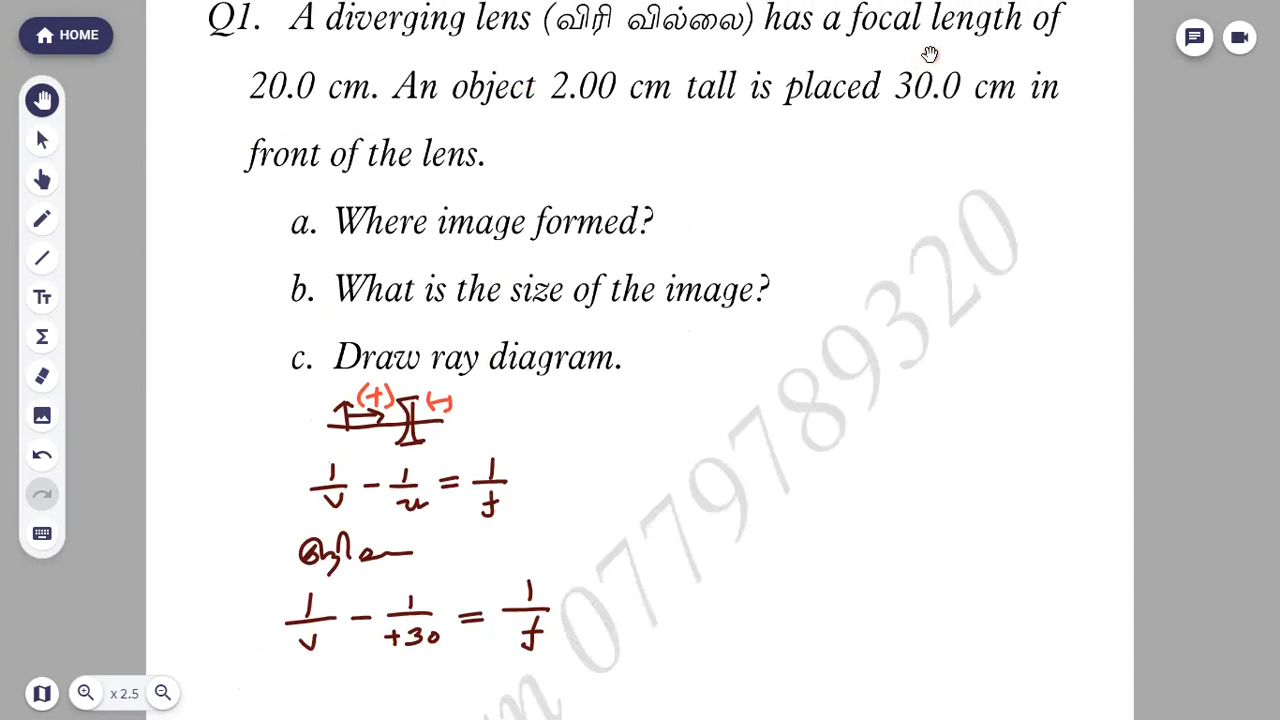 HOME
Q1. A diverging lens (விரி வில்லை) has a focal length of
20.0 cm. An object 2.00 cm tall is placed 30.0 cm in
front of the lens.
a. Where image formed?
b. What is the size of the image?
c. Draw ray diagram.
(+) (-)
1/v - 1/u = 1/f
1/v - 1/+30 = 1/f
0779789320
x 2.5